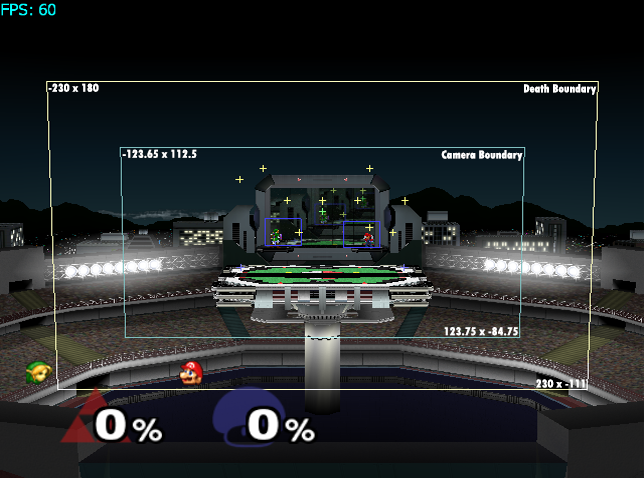 FPS: 60
-230 x 180
Death Boundary
-123.65 x 112.5
Camera Boundary
123.75 x -84.75
230 x -111
0%
0%